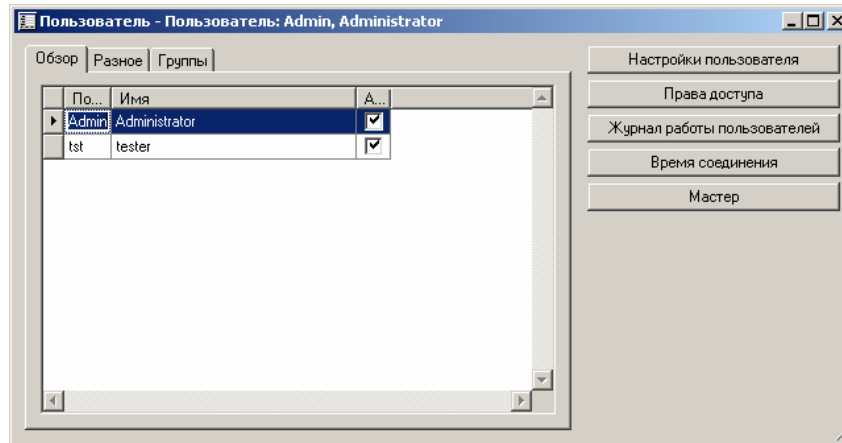 Пользователь - Пользователь: Admin, Administrator
Обзор Разное Группы
По... Имя А...
Admin Administrator
tst tester
Настройки пользователя
Права доступа
Журнал работы пользователей
Время соединения
Мастер